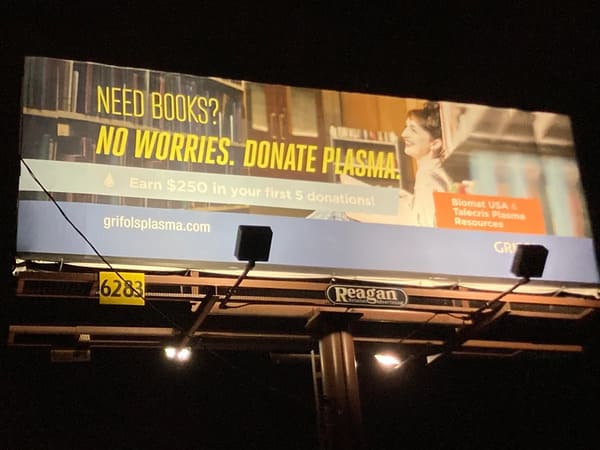 NEED BOOKS?
NO WORRIES. DONATE PLASMA.
Earn $250 in your first 5 donations!
grifolsplasma.com
Biomat USA &
Talecris Plasma
Resources
6283
Reagan